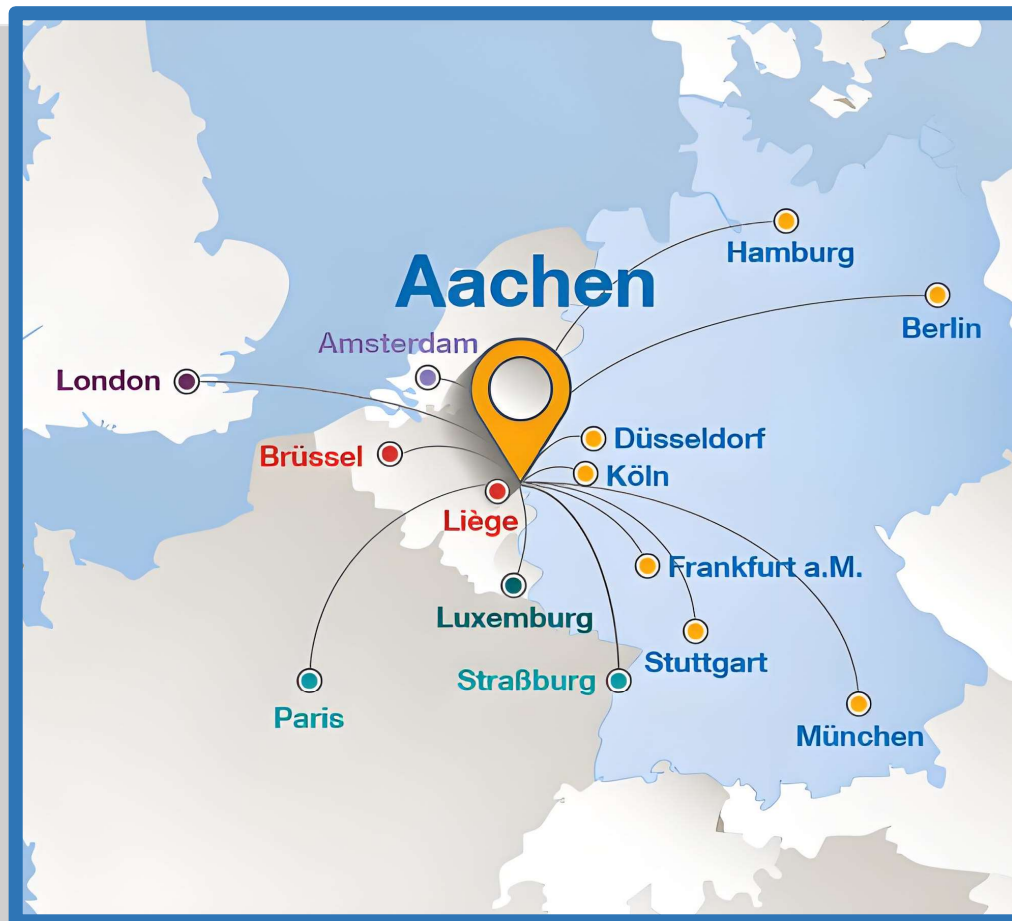 Hamburg
Aachen
Berlin
Amsterdam
London
Düsseldorf
Brüssel
Köln
Liège
Frankfurt a.M.
Luxemburg
Stuttgart
Straßburg
Paris
München